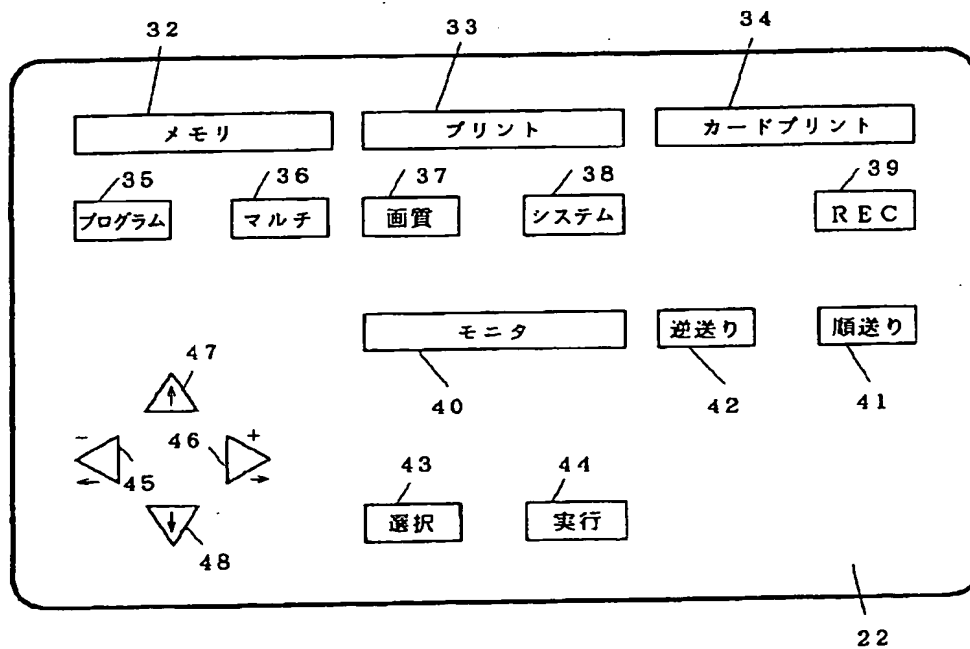 32 33 34
メモリ プリント カードプリント
35 36 37 38 39
プログラム マルチ 画質 システム REC
モニタ 逆送り 順送り
47
40 42 41
- 46 +
45 43 44
選択 実行
48
22